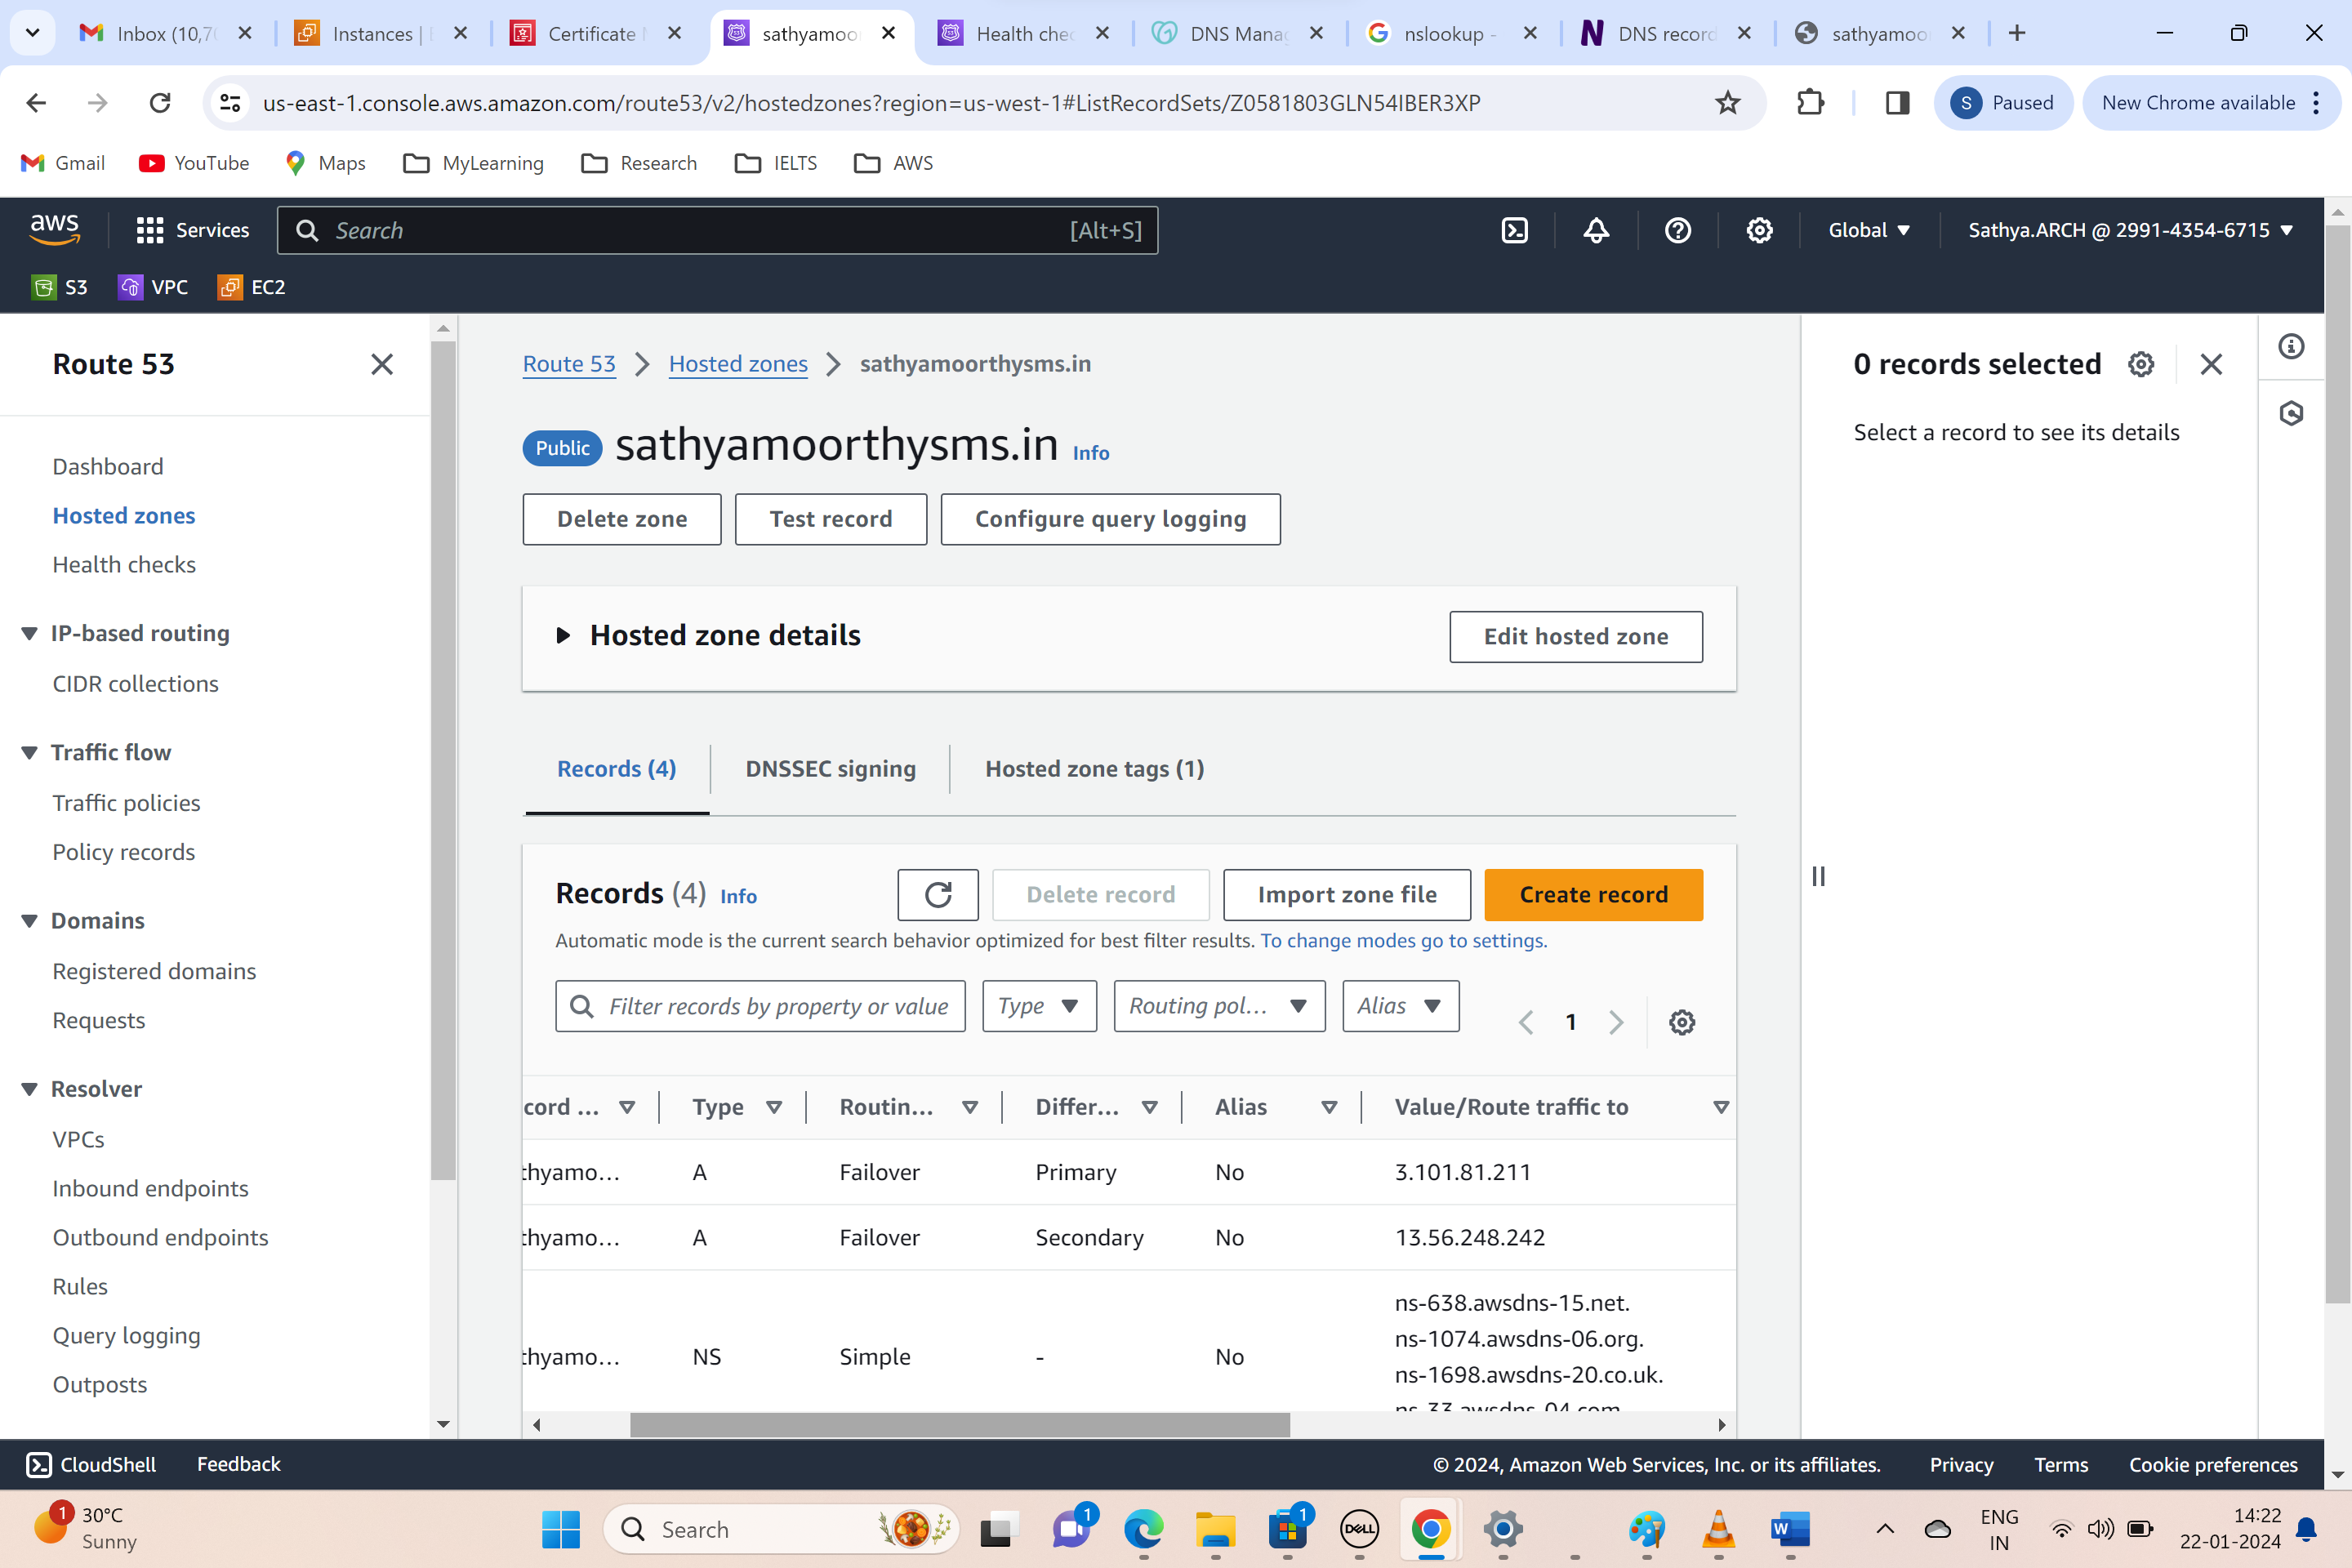 Inbox (10,7
Instances |
Certificate
sathyamoo
Health che
DNS Mana
nslookup -
DNS record
sathyamoo
us-east-1.console.aws.amazon.com/route53/v2/hostedzones?region=us-west-1#ListRecordSets/Z0581803GLN54IBER3XP
S Paused
New Chrome available
Gmail
YouTube
Maps
MyLearning
Research
IELTS
AWS
aws
Services
Search
[Alt+S]
Global
Sathya.ARCH @ 2991-4354-6715
S3
VPC
EC2
Route 53
Dashboard
Hosted zones
Health checks
IP-based routing
CIDR collections
Traffic flow
Traffic policies
Policy records
Domains
Registered domains
Requests
Resolver
VPCs
Inbound endpoints
Outbound endpoints
Rules
Query logging
Outposts
Route 53 > Hosted zones > sathyamoorthysms.in
Public sathyamoorthysms.in Info
Delete zone
Test record
Configure query logging
Hosted zone details
Edit hosted zone
Records (4)
DNSSEC signing
Hosted zone tags (1)
Records (4) Info
Delete record
Import zone file
Create record
Automatic mode is the current search behavior optimized for best filter results. To change modes go to settings.
Filter records by property or value
Type
Routing pol...
Alias
1
cord ... Type Routin... Differ... Alias Value/Route traffic to
thyamo... A Failover Primary No 3.101.81.211
thyamo... A Failover Secondary No 13.56.248.242
ns-638.awsdns-15.net.
ns-1074.awsdns-06.org.
thyamo... NS Simple - No
ns-1698.awsdns-20.co.uk.
ns-33.awsdns-04.com.
0 records selected
Select a record to see its details
CloudShell
Feedback
© 2024, Amazon Web Services, Inc. or its affiliates.
Privacy
Terms
Cookie preferences
1
30°C
Sunny
Search
1
1
DELL
W
ENG
IN
14:22
22-01-2024